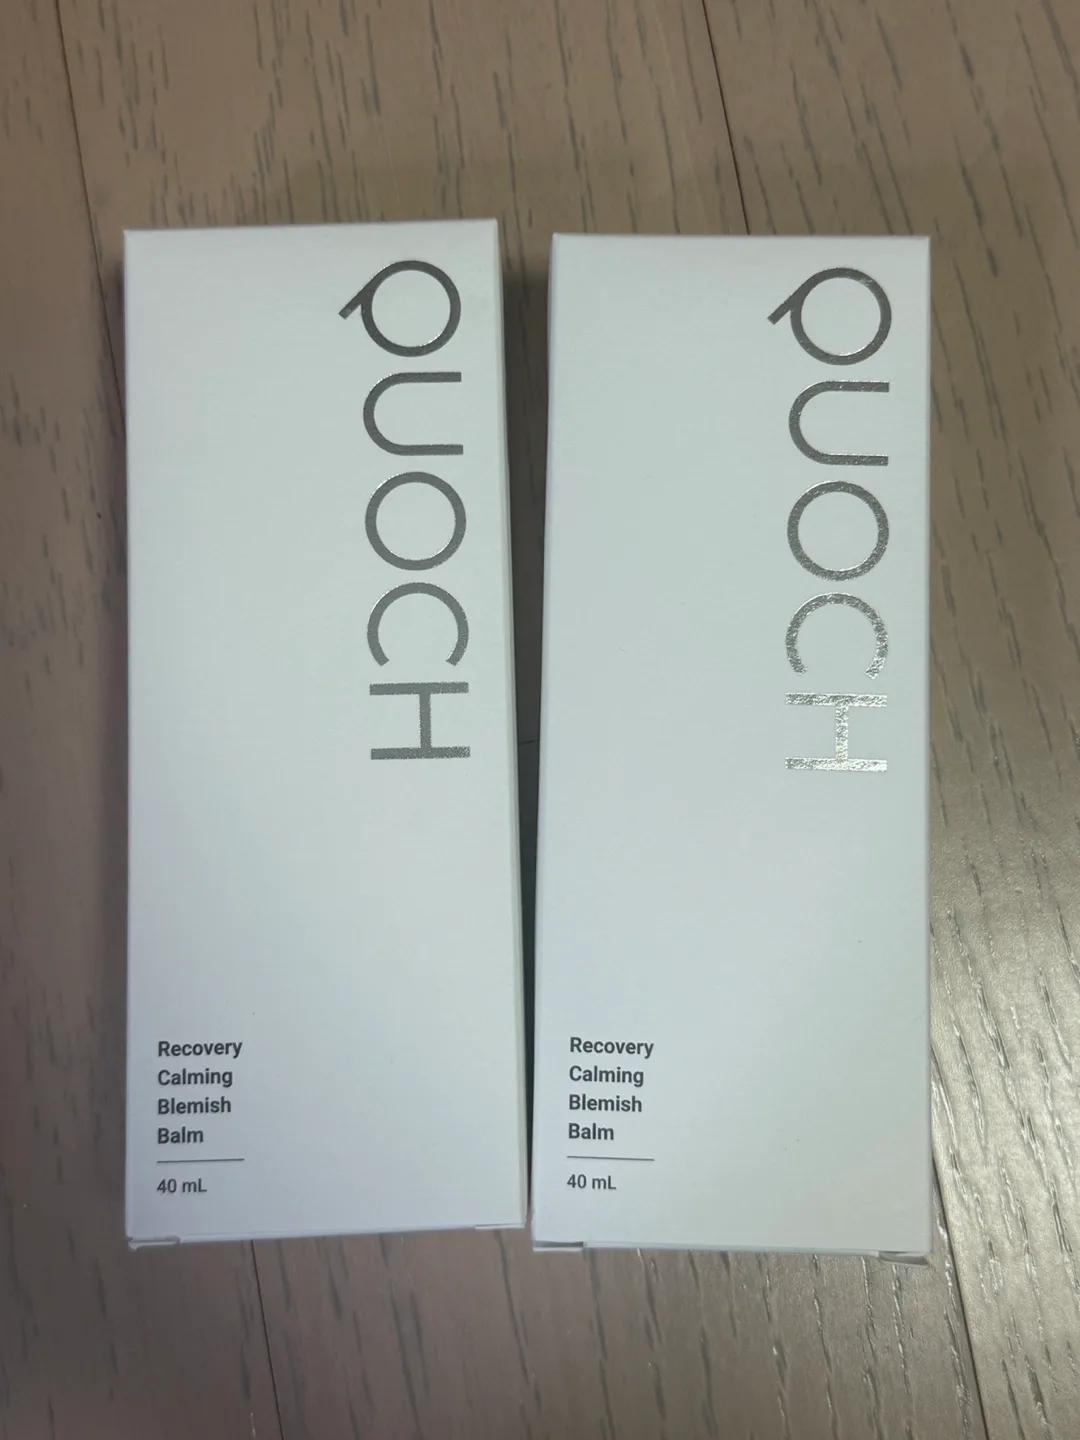 QUOCH
Recovery
Calming
Blemish
Balm
40 mL
QUOCH
Recovery
Calming
Blemish
Balm
40 mL